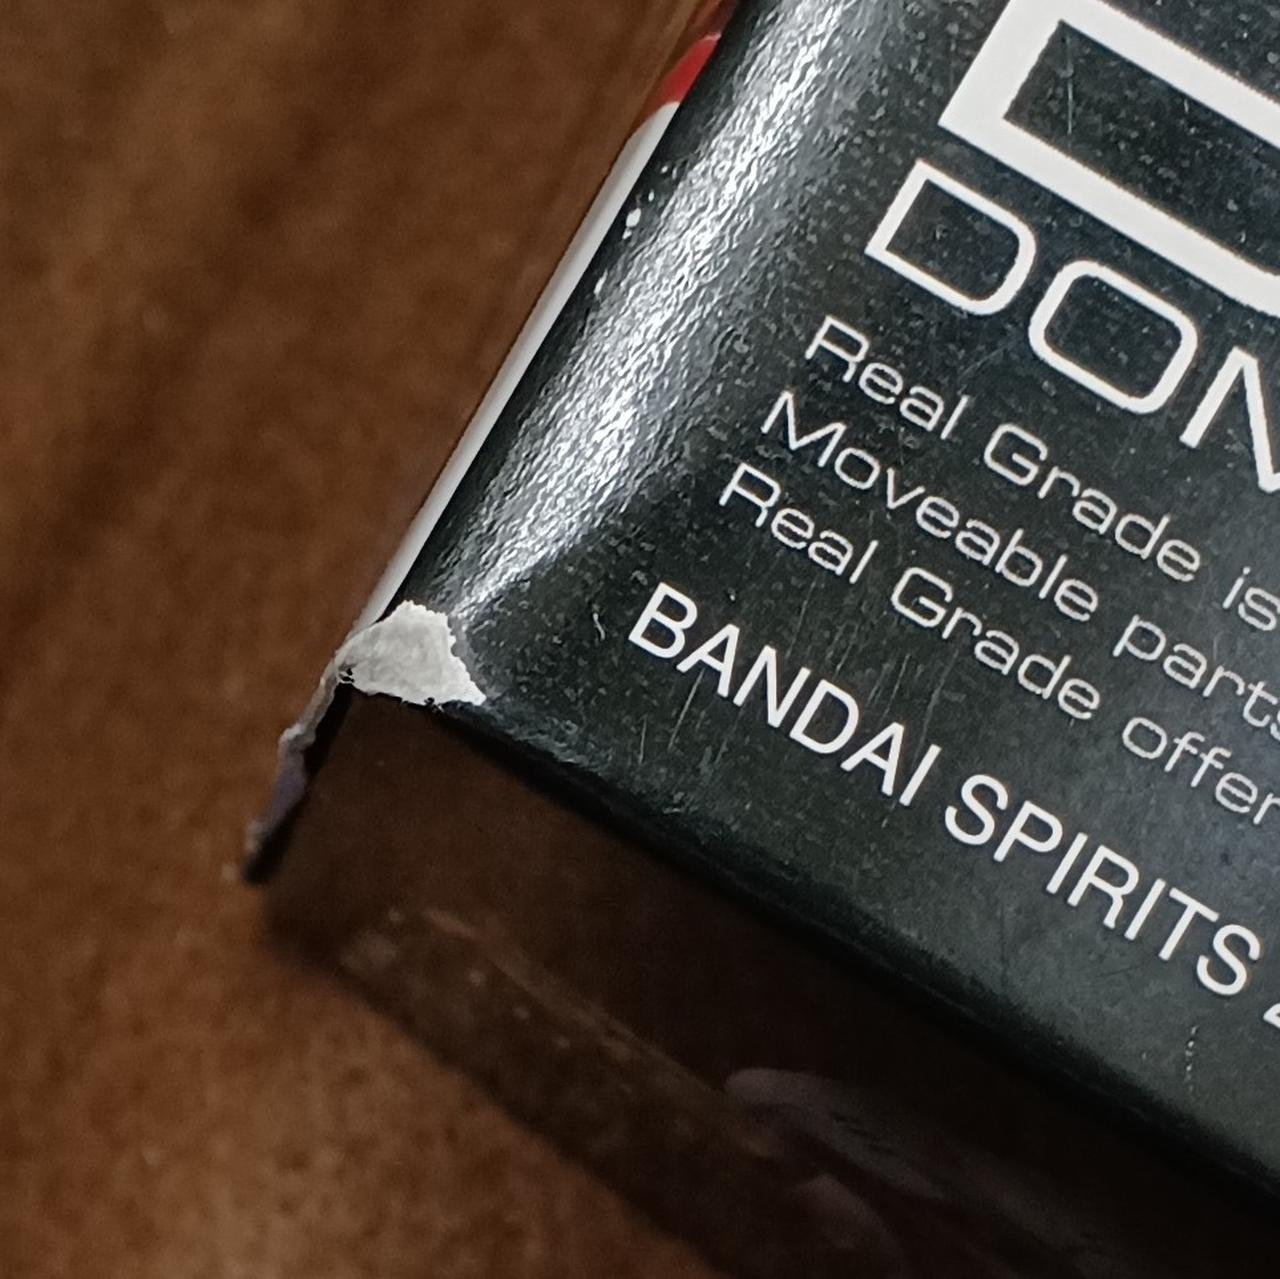 DOM
Real Grade is
Moveable parts
Real Grade offer
BANDAI SPIRITS